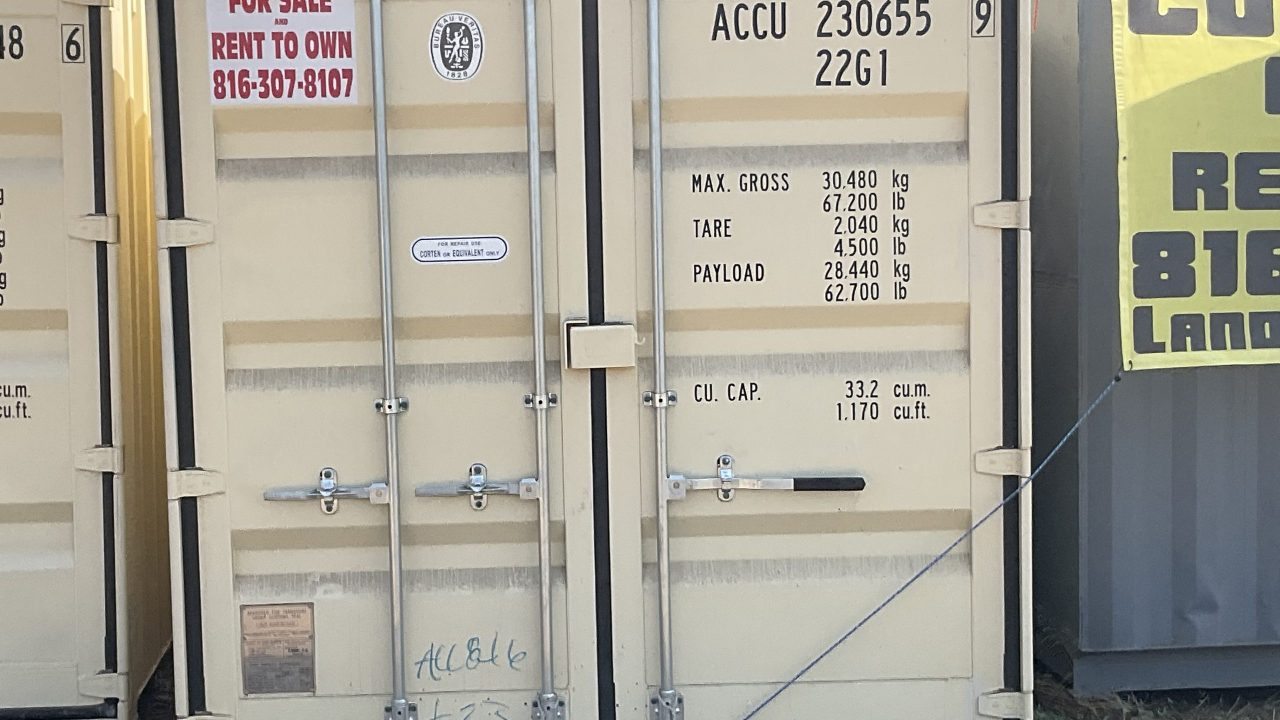 FOR SALE
AND
RENT TO OWN
816-307-8107
BUREAU VERITAS
1828
ACCU 230655 9
22G1
48 6
MAX. GROSS 30.480 kg
67.200 lb
TARE 2.040 kg
4.500 lb
PAYLOAD 28.440 kg
62.700 lb
CU. CAP. 33.2 cu.m.
1.170 cu.ft.
FOR REPAIR USE
CORTEN OR EQUIVALENT ONLY
cu.m.
cu.ft.
RE
816
LAND